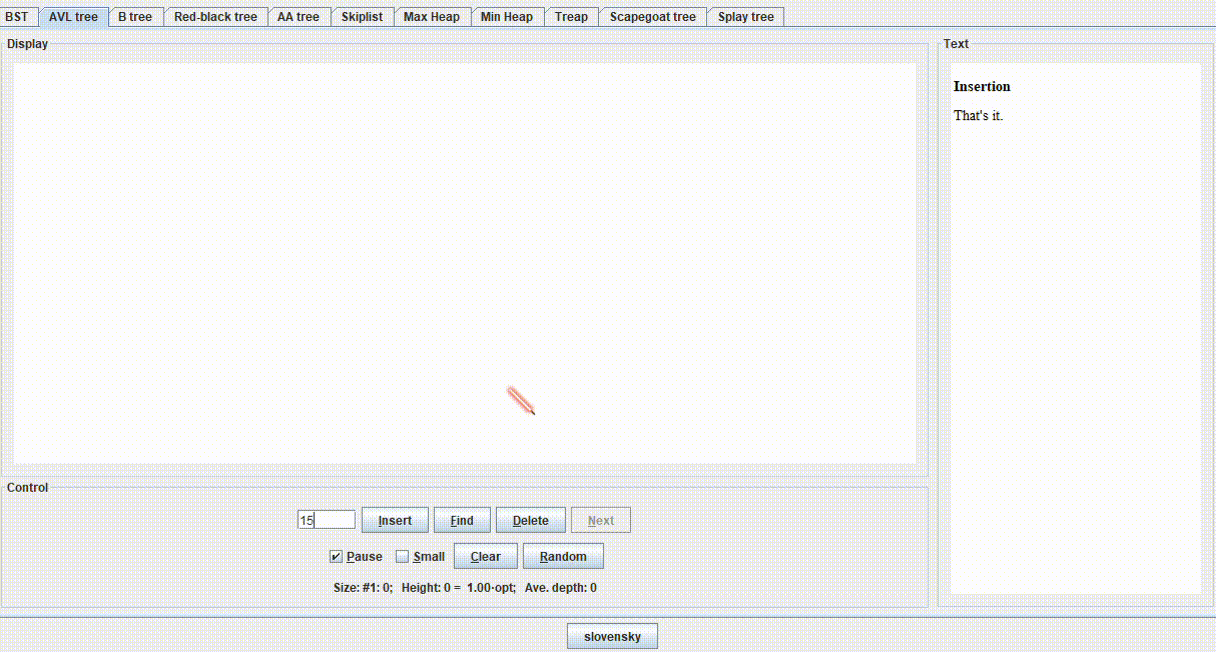 BST AVL tree B tree Red-black tree AA tree Skiplist Max Heap Min Heap Treap Scapegoat tree Splay tree
Display
Text
Insertion
That's it.
Control
15 Insert Find Delete Next
Pause Small Clear Random
Size: #1: 0; Height: 0 = 1.00·opt; Ave. depth: 0
slovensky